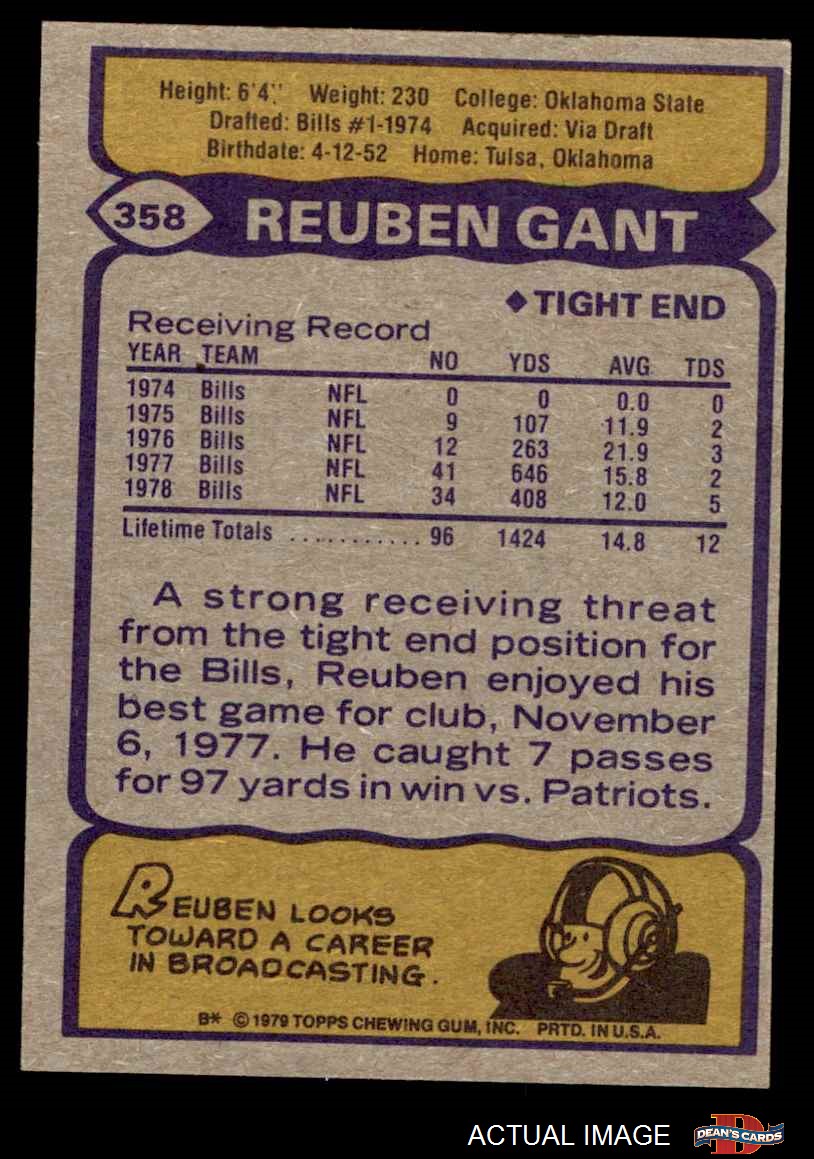 Height: 6'4" Weight: 230 College: Oklahoma State
Drafted: Bills #1-1974 Acquired: Via Draft
Birthdate: 4-12-52 Home: Tulsa, Oklahoma
358 REUBEN GANT
◆ TIGHT END
Receiving Record
YEAR TEAM NO YDS AVG TDS
1974 Bills NFL 0 0 0.0 0
1975 Bills NFL 9 107 11.9 2
1976 Bills NFL 12 263 21.9 3
1977 Bills NFL 41 646 15.8 2
1978 Bills NFL 34 408 12.0 5
Lifetime Totals ........... 96 1424 14.8 12
A strong receiving threat
from the tight end position for
the Bills, Reuben enjoyed his
best game for club, November
6, 1977. He caught 7 passes
for 97 yards in win vs. Patriots.
REUBEN LOOKS
TOWARD A CAREER
IN BROADCASTING.
B* © 1979 TOPPS CHEWING GUM, INC. PRTD. IN U.S.A.
ACTUAL IMAGE
DEAN'S CARDS